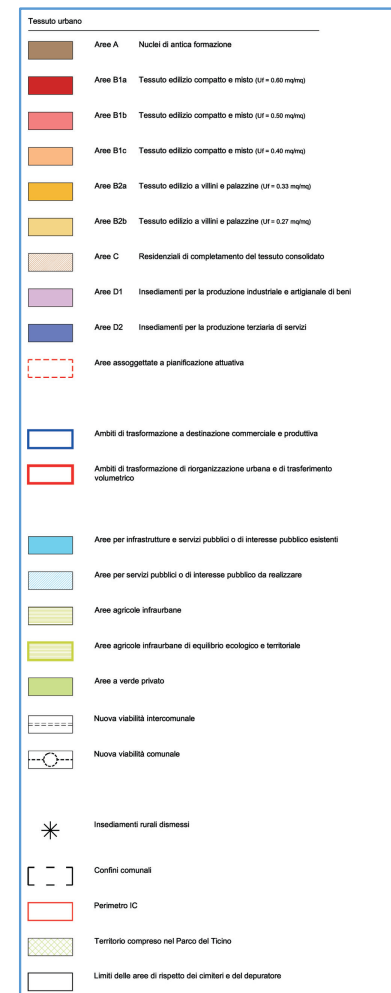 Tessuto urbano
Aree A Nuclei di antica formazione
Aree B1a Tessuto edilizio compatto e misto (Uf = 0.60 mq/mq)
Aree B1b Tessuto edilizio compatto e misto (Uf = 0.50 mq/mq)
Aree B1c Tessuto edilizio compatto e misto (Uf = 0.40 mq/mq)
Aree B2a Tessuto edilizio a villini e palazzine (Uf = 0.33 mq/mq)
Aree B2b Tessuto edilizio a villini e palazzine (Uf = 0.27 mq/mq)
Aree C Residenziali di completamento del tessuto consolidato
Aree D1 Insediamenti per la produzione industriale e artigianale di beni
Aree D2 Insediamenti per la produzione terziaria di servizi
Aree assoggettate a pianificazione attuativa
Ambiti di trasformazione a destinazione commerciale e produttiva
Ambiti di trasformazione di riorganizzazione urbana e di trasferimento
volumetrico
Aree per infrastrutture e servizi pubblici o di interesse pubblico esistenti
Aree per servizi pubblici o di interesse pubblico da realizzare
Aree agricole infraurbane
Aree agricole infraurbane di equilibrio ecologico e territoriale
Aree a verde privato
Nuova viabilità intercomunale
Nuova viabilità comunale
Insediamenti rurali dismessi
Confini comunali
Perimetro IC
Territorio compreso nel Parco del Ticino
Limiti delle aree di rispetto dei cimiteri e del depuratore